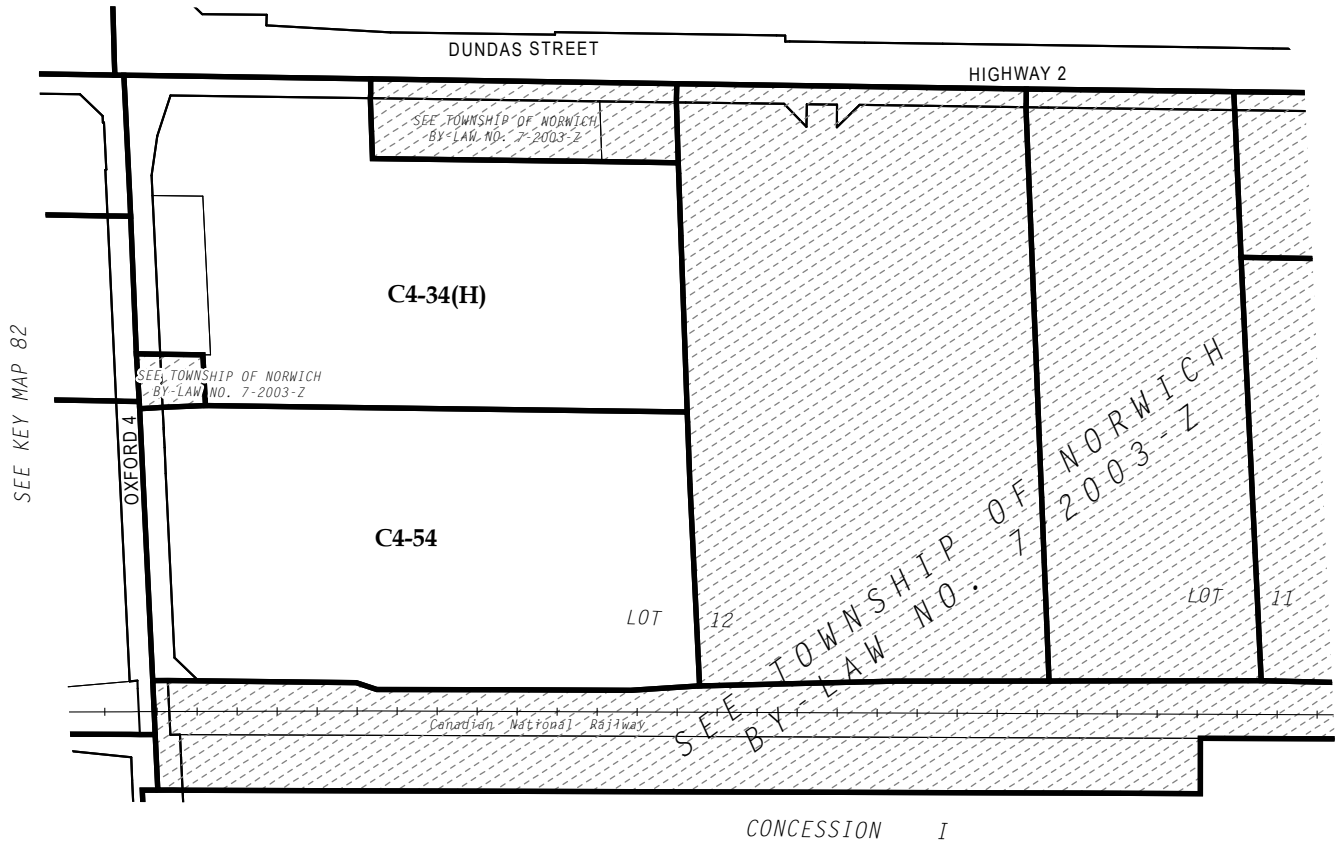 DUNDAS STREET
HIGHWAY 2
SEE TOWNSHIP OF NORWICH
BY-LAW NO. 7-2003-Z
C4-34(H)
SEE KEY MAP 82
SEE TOWNSHIP OF NORWICH
BY-LAW NO. 7-2003-Z
OXFORD 4
C4-54
LOT 12
LOT 11
SEE TOWNSHIP OF NORWICH
BY-LAW NO. 7 2003-Z
Canadian National Railway
CONCESSION I